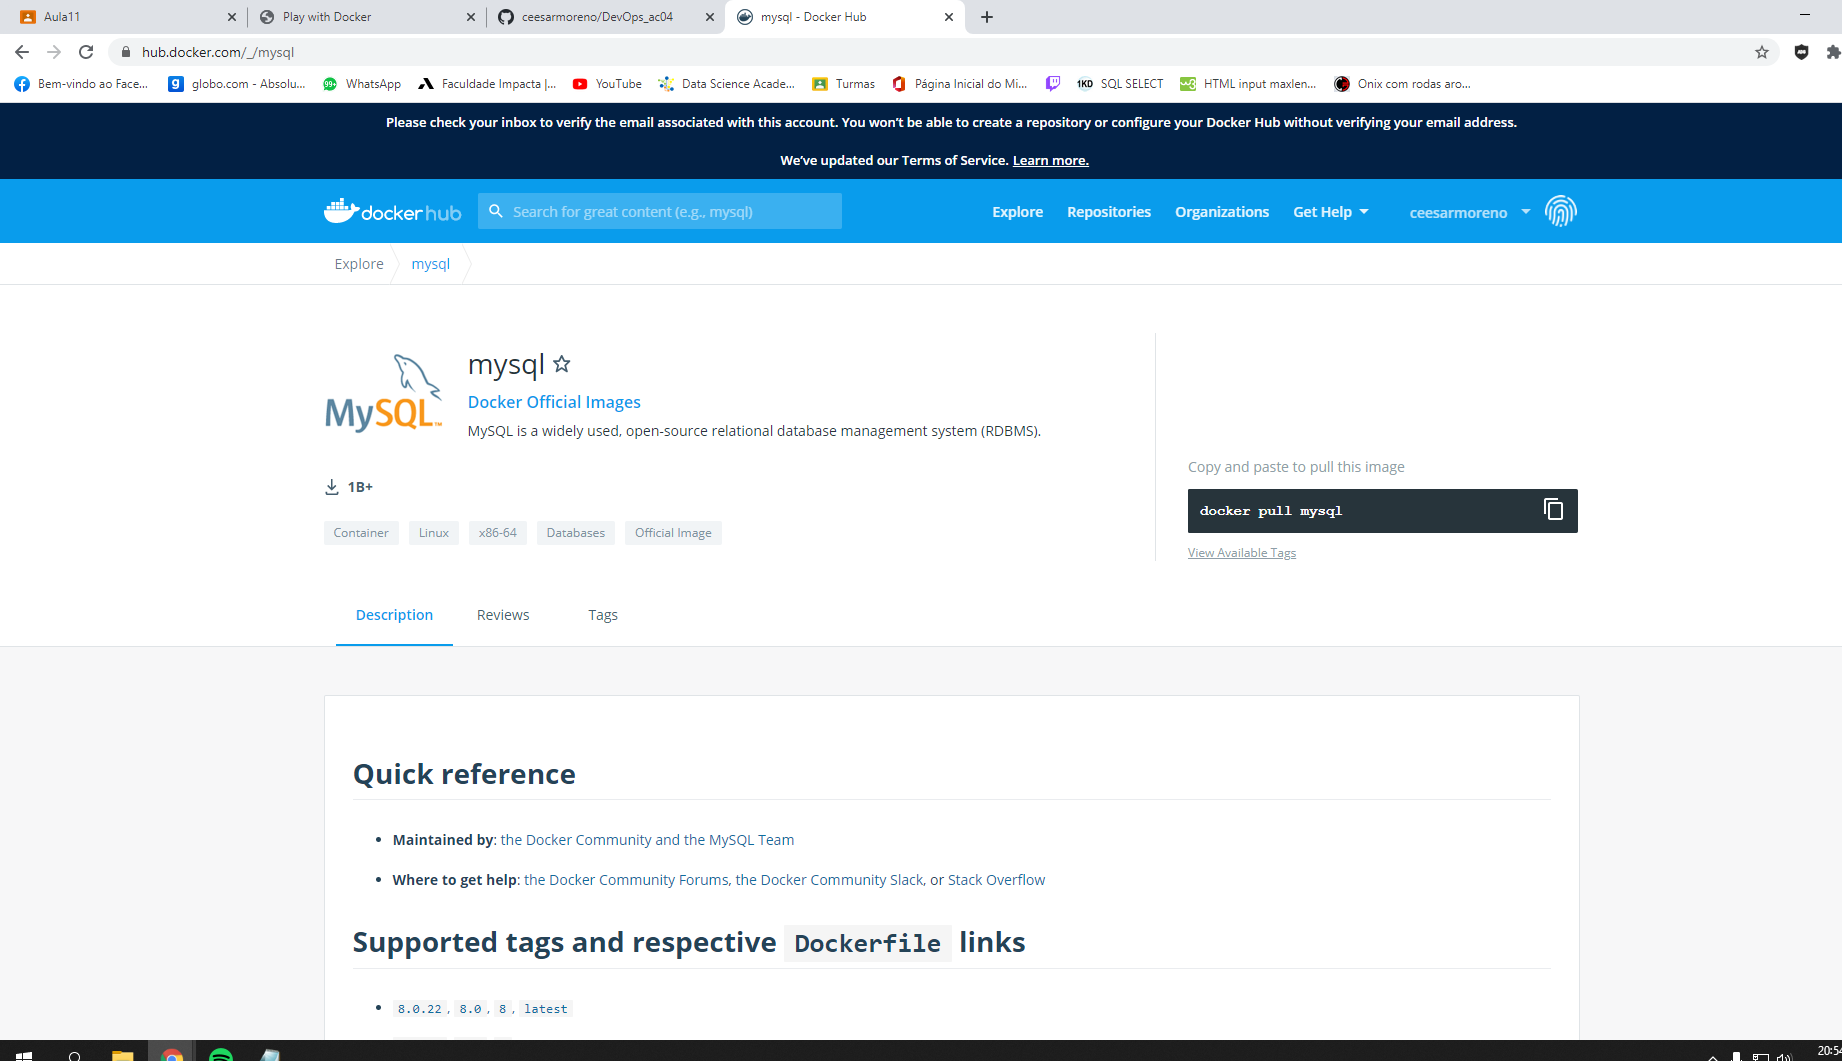 Aula11
Play with Docker
ceesarmoreno/DevOps_ac04
mysql - Docker Hub
hub.docker.com/_/mysql
Bem-vindo ao Face...
globo.com - Absolu...
99+
WhatsApp
Faculdade Impacta |...
YouTube
Data Science Acade...
Turmas
Página Inicial do Mi...
1KD
SQL SELECT
HTML input maxlen...
Onix com rodas aro...
Please check your inbox to verify the email associated with this account. You won't be able to create a repository or configure your Docker Hub without verifying your email address.
We've updated our Terms of Service. Learn more.
docker hub
Search for great content (e.g., mysql)
Explore
Repositories
Organizations
Get Help
ceesarmoreno
Explore
mysql
MySQL™
mysql
Docker Official Images
MySQL is a widely used, open-source relational database management system (RDBMS).
1B+
Container
Linux
x86-64
Databases
Official Image
Copy and paste to pull this image
docker pull mysql
View Available Tags
Description
Reviews
Tags
Quick reference
• Maintained by: the Docker Community and the MySQL Team
• Where to get help: the Docker Community Forums, the Docker Community Slack, or Stack Overflow
Supported tags and respective Dockerfile links
• 8.0.22, 8.0, 8, latest